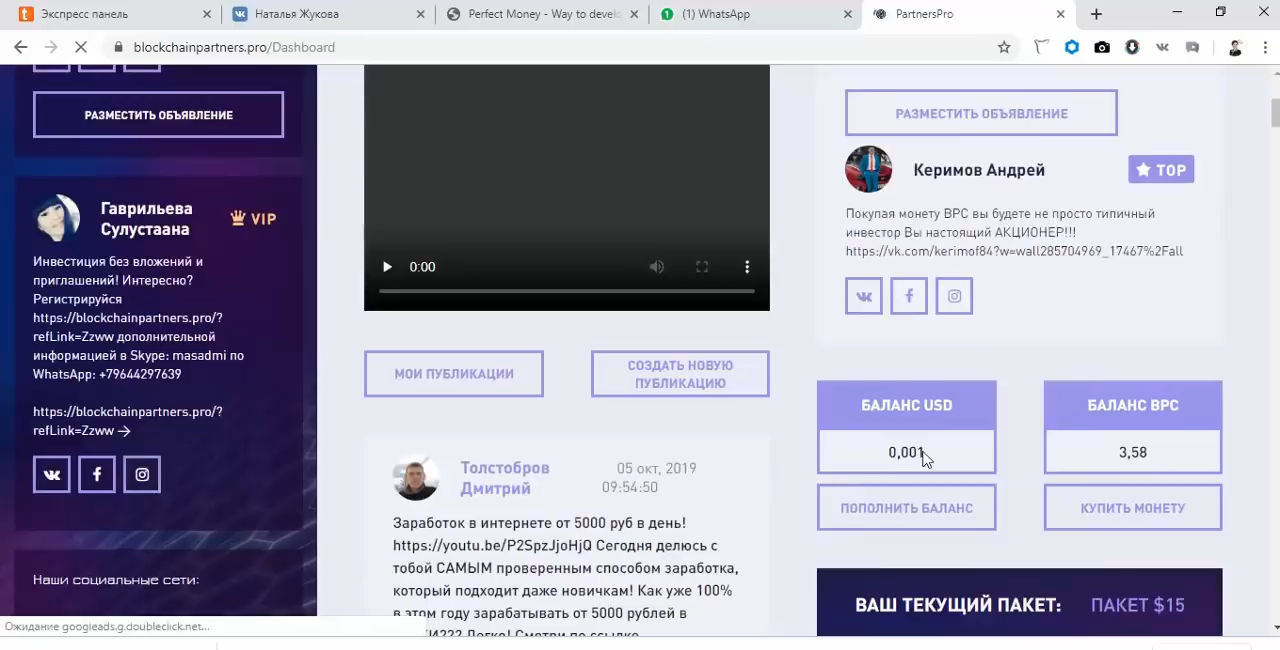 Экспресс панель
Наталья Жукова
Perfect Money - Way to develo
(1) WhatsApp
PartnersPro
blockchainpartners.pro/Dashboard
РАЗМЕСТИТЬ ОБЪЯВЛЕНИЕ
Гаврильева
Сулустаана
VIP
Инвестиция без вложений и
приглашений! Интересно?
Регистрируйся
https://blockchainpartners.pro/?
refLink=Zzww дополнительной
информацией в Skype: masadmi по
WhatsApp: +79644297639
https://blockchainpartners.pro/?
refLink=Zzww →
Наши социальные сети:
Ожидание googleads.g.doubleclick.net...
0:00
МОИ ПУБЛИКАЦИИ
СОЗДАТЬ НОВУЮ
ПУБЛИКАЦИЮ
Толстобров
Дмитрий
05 окт, 2019
09:54:50
Заработок в интернете от 5000 руб в день!
https://youtu.be/P2SpzJjoHjQ Сегодня делюсь с
тобой САМЫМ проверенным способом заработка,
который подходит даже новичкам! Как уже 100%
в этом году зарабатывать от 5000 рублей в
Легко! Смотри по ссылке
РАЗМЕСТИТЬ ОБЪЯВЛЕНИЕ
Керимов Андрей
TOP
Покупая монету BPC вы будете не просто типичный
инвестор Вы настоящий АКЦИОНЕР!!!
https://vk.com/kerimof84?w=wall285704969_17467%2Fall
БАЛАНС USD
0,001
ПОПОЛНИТЬ БАЛАНС
БАЛАНС BPC
3,58
КУПИТЬ МОНЕТУ
ВАШ ТЕКУЩИЙ ПАКЕТ: ПАКЕТ $15